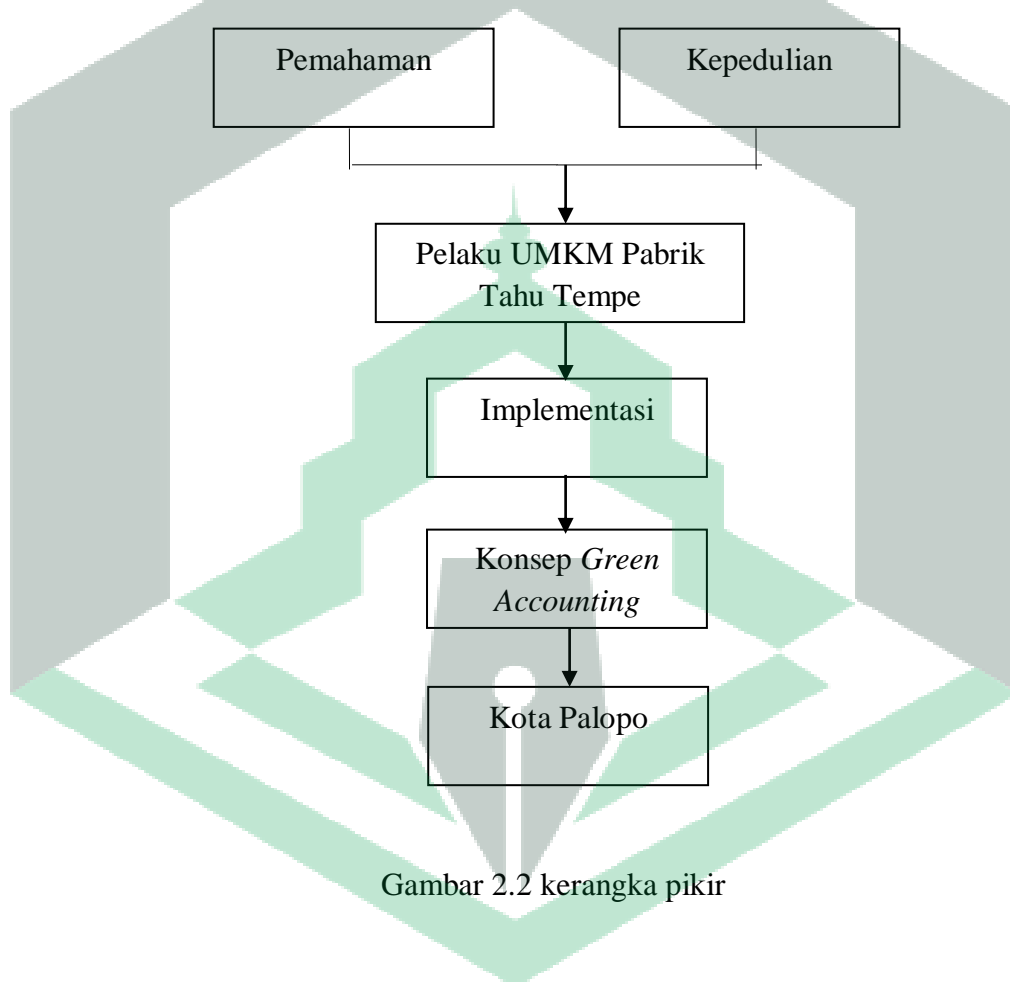 Pemahaman
Kepedulian
Pelaku UMKM Pabrik
Tahu Tempe
Implementasi
Konsep Green
Accounting
Kota Palopo
Gambar 2.2 kerangka pikir